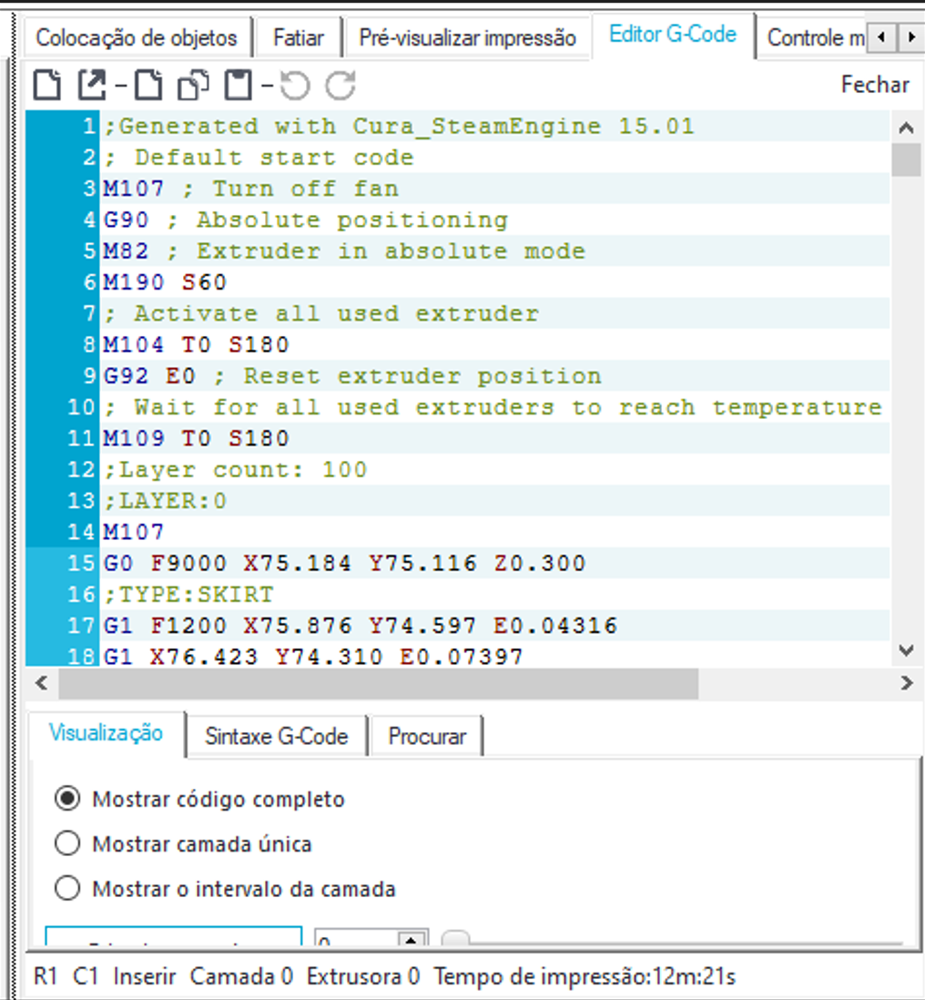 Colocação de objetos Fatiar Pré-visualizar impressão Editor G-Code Controle m
Fechar
1 ;Generated with Cura_SteamEngine 15.01
2 ; Default start code
3 M107 ; Turn off fan
4 G90 ; Absolute positioning
5 M82 ; Extruder in absolute mode
6 M190 S60
7 ; Activate all used extruder
8 M104 T0 S180
9 G92 E0 ; Reset extruder position
10 ; Wait for all used extruders to reach temperature
11 M109 T0 S180
12 ;Layer count: 100
13 ;LAYER:0
14 M107
15 G0 F9000 X75.184 Y75.116 Z0.300
16 ;TYPE:SKIRT
17 G1 F1200 X75.876 Y74.597 E0.04316
18 G1 X76.423 Y74.310 E0.07397
Visualização Sintaxe G-Code Procurar
Mostrar código completo
Mostrar camada única
Mostrar o intervalo da camada
R1 C1 Inserir Camada 0 Extrusora 0 Tempo de impressão:12m:21s